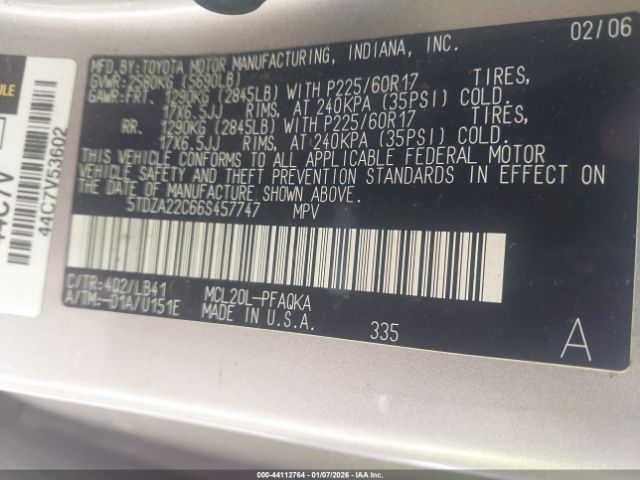 MFD.BY:TOYOTA MOTOR MANUFACTURING, INDIANA, INC. 02/06
GVWR:2580KG (5690LB)
GAWR:FRT. 1290KG (2845LB) WITH P225/60R17 TIRES,
17X6.5JJ RIMS, AT 240KPA (35PSI) COLD.
RR. 1290KG (2845LB) WITH P225/60R17 TIRES,
17X6.5JJ RIMS, AT 240KPA (35PSI) COLD.
THIS VEHICLE CONFORMS TO ALL APPLICABLE FEDERAL MOTOR
VEHICLE SAFETY AND THEFT PREVENTION STANDARDS IN EFFECT ON
THE DATE OF MANUFACTURE SHOWN ABOVE.
5TDZA22C66S457747 MPV
C/TR:4Q2/LB41 MCL20L-PFAQKA
A/TM:-01A/U151E MADE IN U.S.A. 335 A
44C7V
44C7V53602
000-44112764 | 01/07/2026 - IAA Inc.